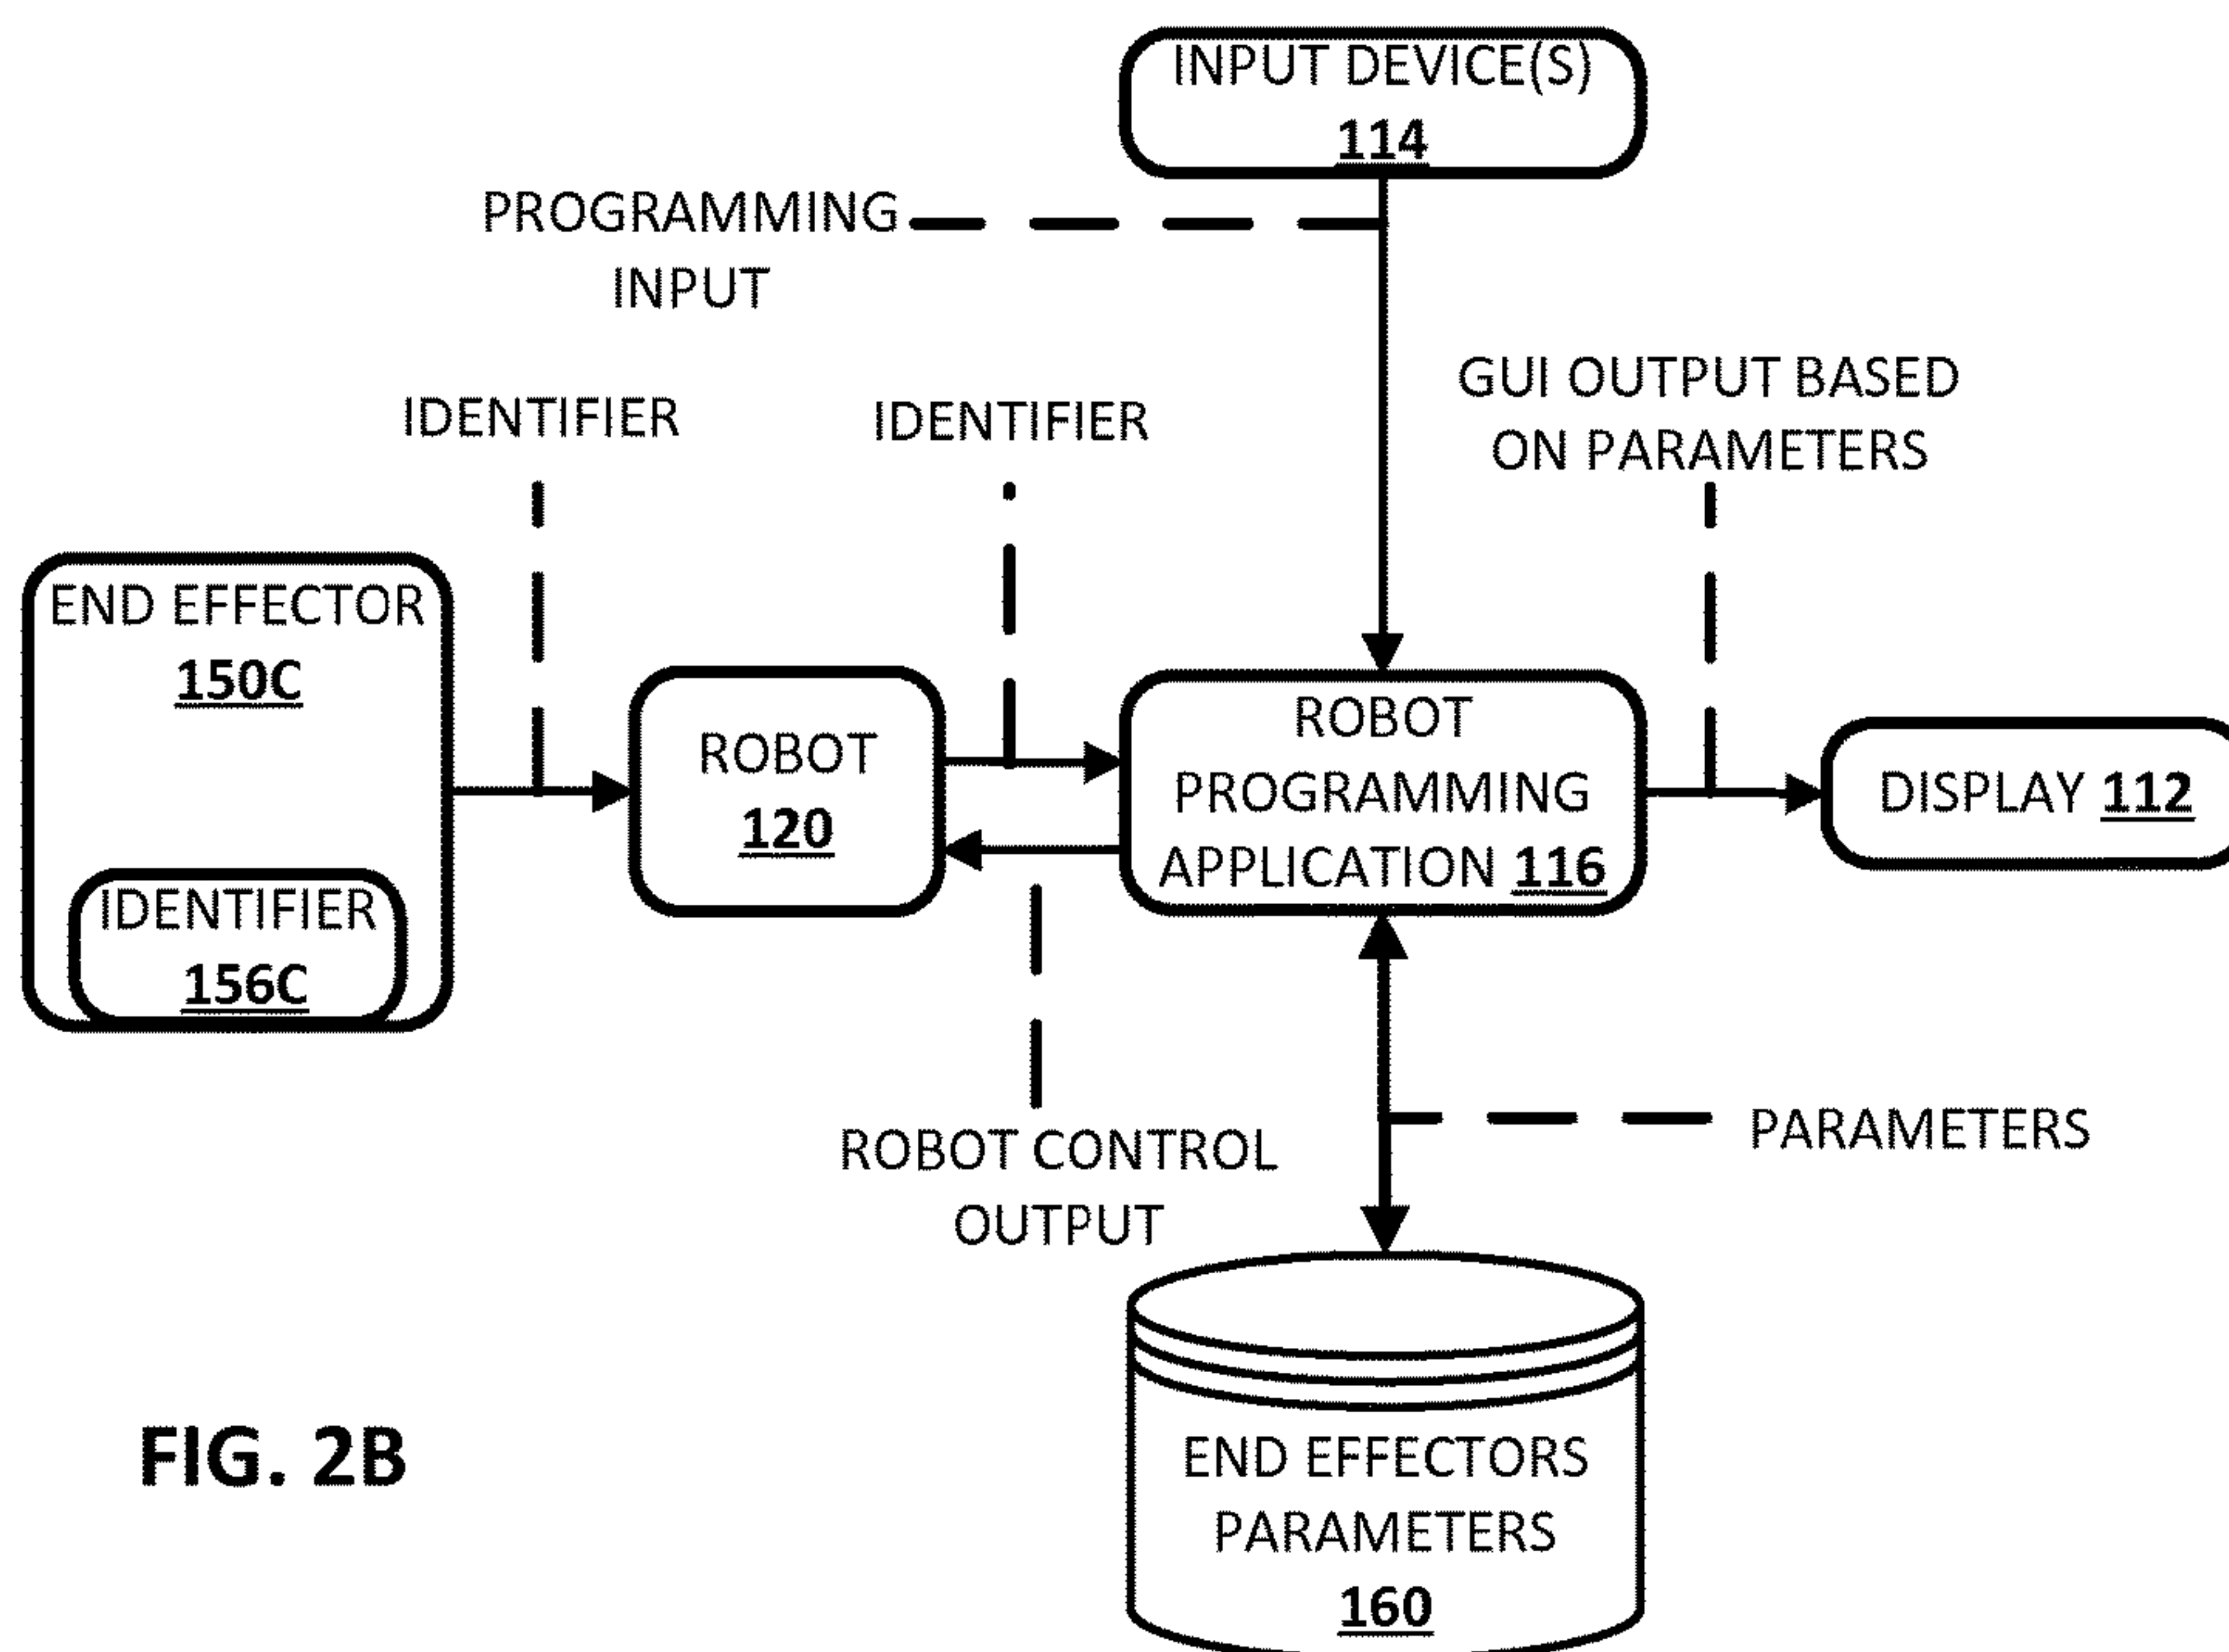 INPUT DEVICE(S)
114
PROGRAMMING
INPUT
IDENTIFIER
IDENTIFIER
GUI OUTPUT BASED
ON PARAMETERS
END EFFECTOR
150C
IDENTIFIER
156C
ROBOT
120
ROBOT
PROGRAMMING
APPLICATION 116
DISPLAY 112
ROBOT CONTROL
OUTPUT
PARAMETERS
END EFFECTORS
PARAMETERS
160
FIG. 2B